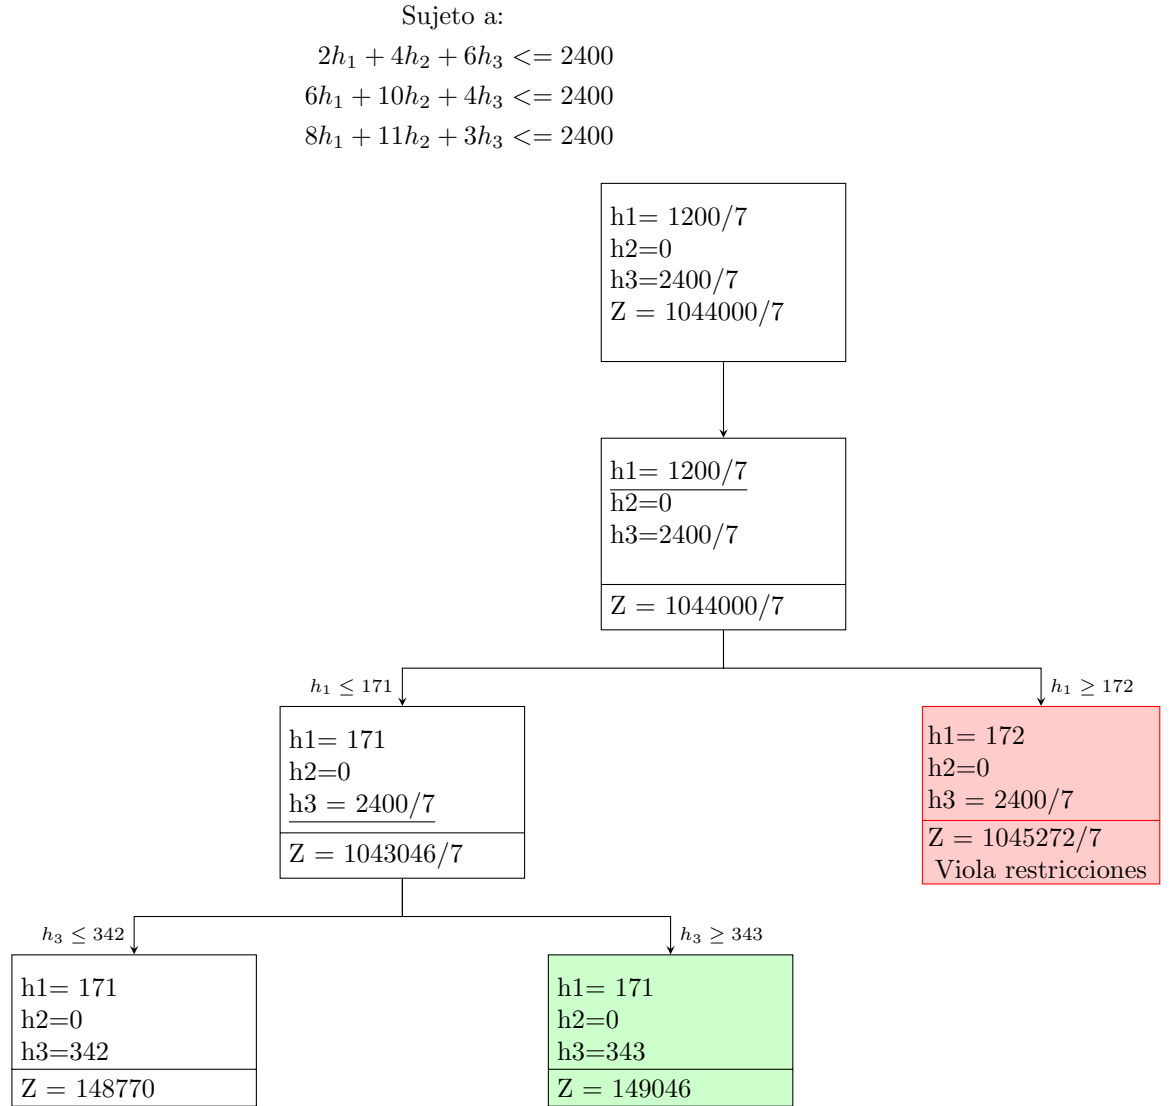 Sujeto a:
2h₁ + 4h₂ + 6h₃ <= 2400
6h₁ + 10h₂ + 4h₃ <= 2400
8h₁ + 11h₂ + 3h₃ <= 2400
h1= 1200/7
h2=0
h3=2400/7
Z = 1044000/7
h1= 1200/7
h2=0
h3=2400/7
Z = 1044000/7
h₁ ≤ 171
h₁ ≥ 172
h1= 171
h2=0
h3 = 2400/7
Z = 1043046/7
h1= 172
h2=0
h3 = 2400/7
Z = 1045272/7
Viola restricciones
h₃ ≤ 342
h₃ ≥ 343
h1= 171
h2=0
h3=342
Z = 148770
h1= 171
h2=0
h3=343
Z = 149046